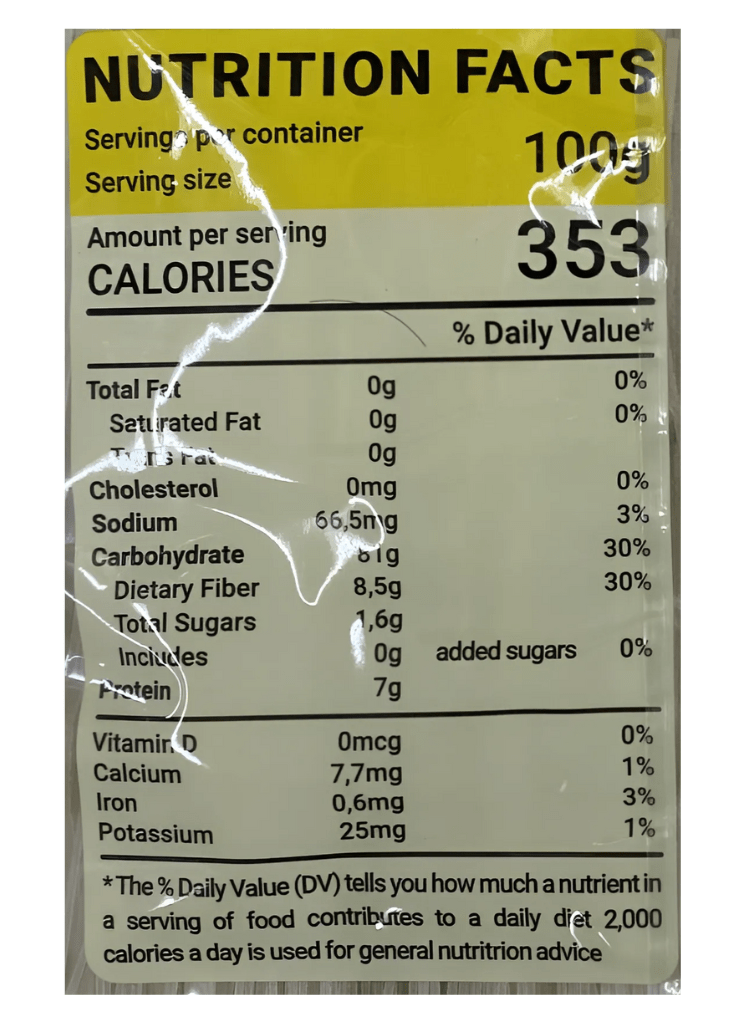 NUTRITION FACTS
Servings per container
Serving size 100g
Amount per serving
CALORIES 353
% Daily Value*
Total Fat 0g 0%
Saturated Fat 0g 0%
Trans Fat 0g
Cholesterol 0mg 0%
Sodium 66,5mg 3%
Carbohydrate 81g 30%
Dietary Fiber 8,5g 30%
Total Sugars 1,6g
Includes 0g added sugars 0%
Protein 7g
Vitamin D 0mcg 0%
Calcium 7,7mg 1%
Iron 0,6mg 3%
Potassium 25mg 1%
*The % Daily Value (DV) tells you how much a nutrient in
a serving of food contributes to a daily diet 2,000
calories a day is used for general nutritrion advice